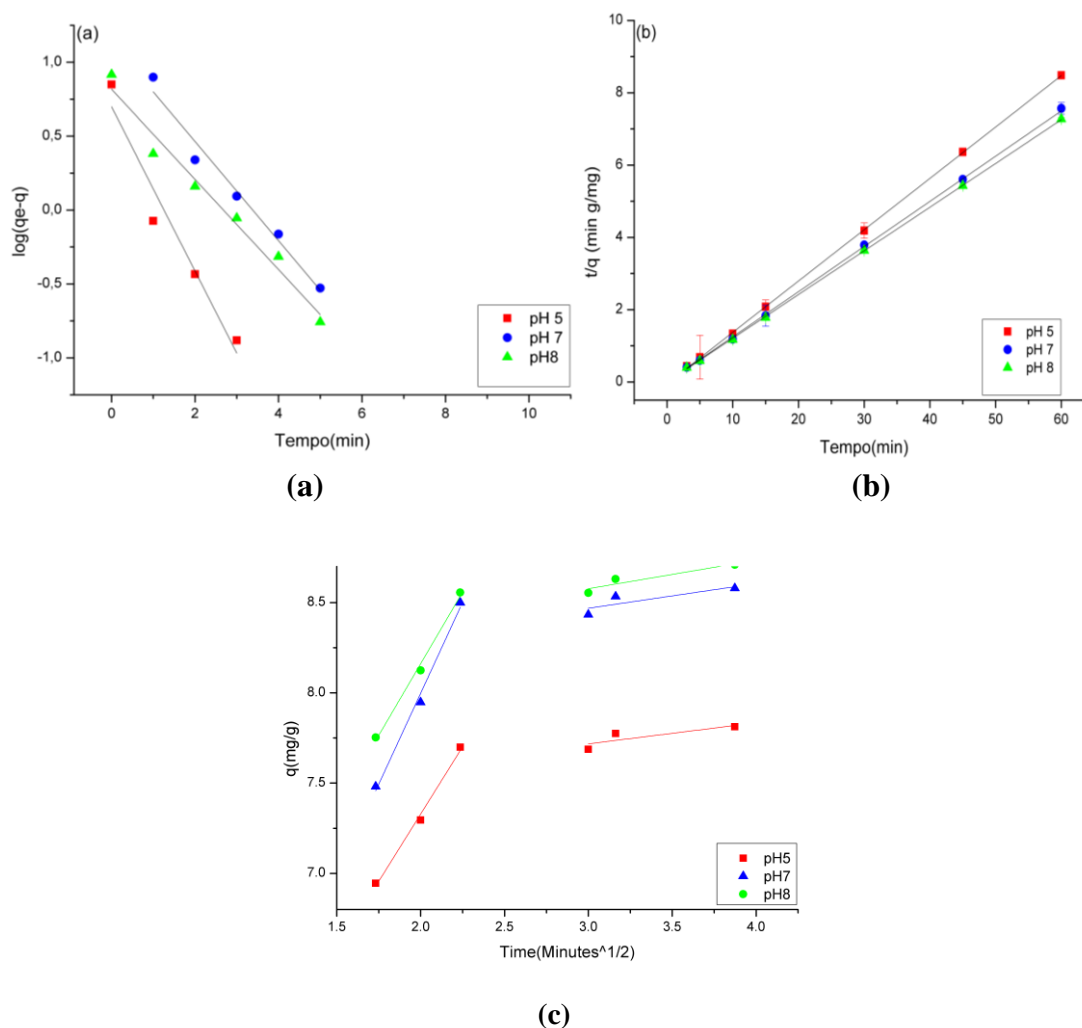 (a)
log(qe-q)
1,0
0,5
0,0
-0,5
-1,0
0 2 4 6 8 10
Tempo(min)
pH 5
pH 7
pH8
(a)
(b)
t/q (min g/mg)
10
8
6
4
2
0
0 10 20 30 40 50 60
Tempo(min)
pH 5
pH 7
pH 8
(b)
q(mg/g)
8.5
8.0
7.5
7.0
1.5 2.0 2.5 3.0 3.5 4.0
Time(Minutes^1/2)
pH5
pH7
pH8
(c)